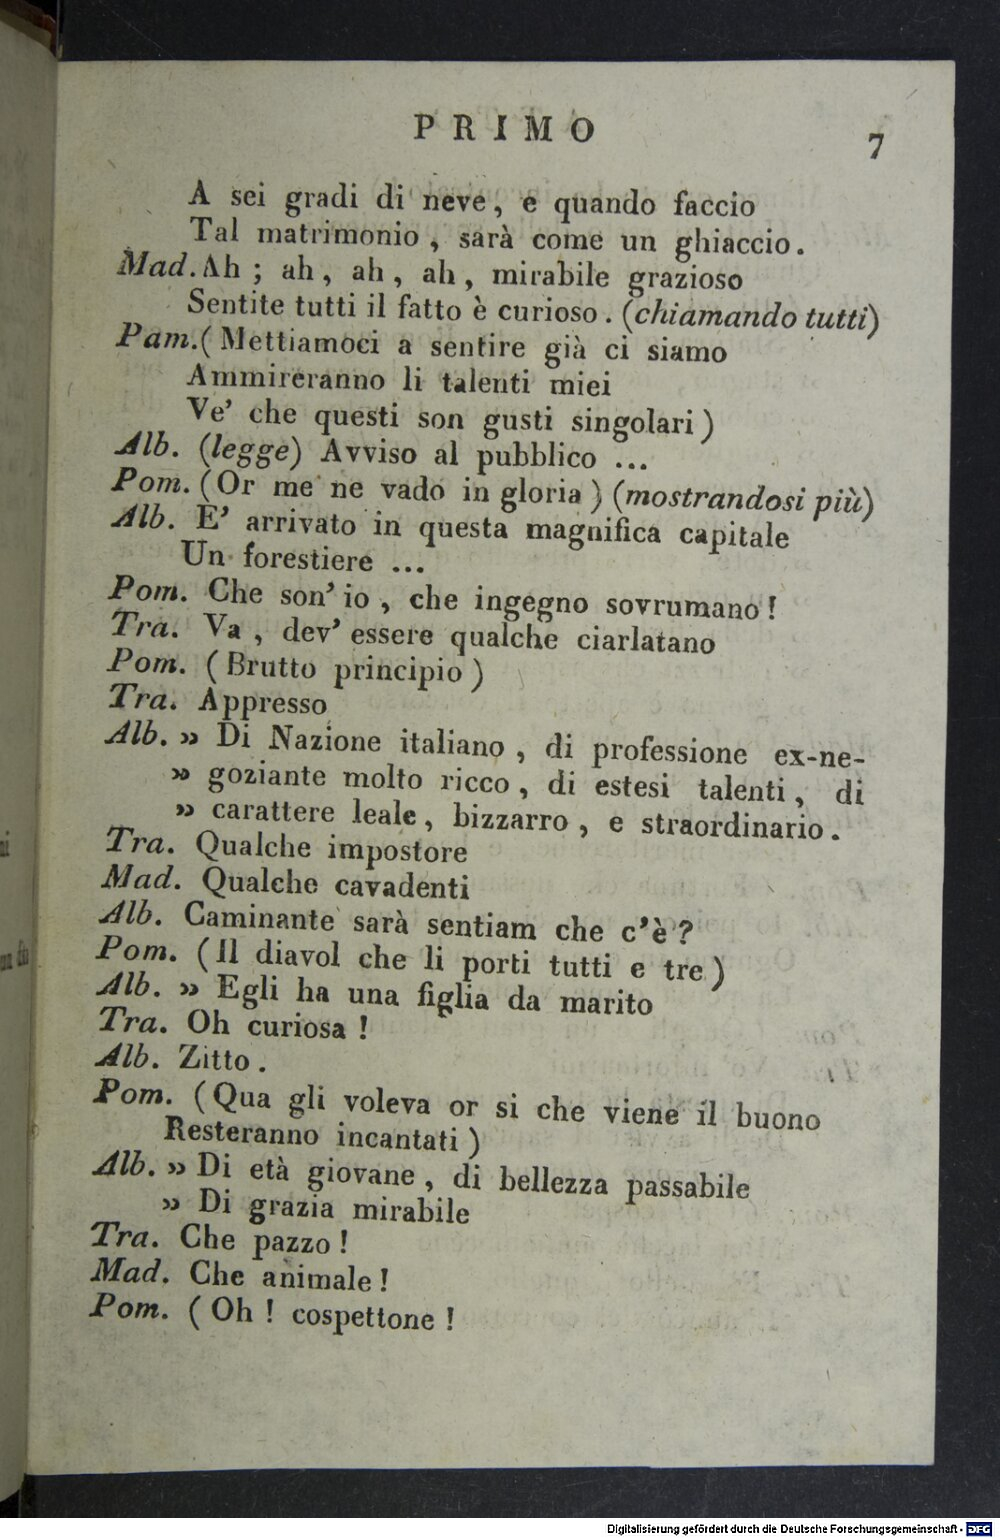 PRIMO
7
A sei gradi di neve, e quando faccio
Tal matrimonio, sarà come un ghiaccio.
Mad. Ah; ah, ah, ah, mirabile grazioso
Sentite tutti il fatto è curioso. (chiamando tutti)
Pam. (Mettiamoci a sentire già ci siamo
Ammireranno li talenti miei
Ve' che questi son gusti singolari)
Alb. (legge) Avviso al pubblico ...
Pom. (Or me ne vado in gloria) (mostrandosi più)
Alb. E' arrivato in questa magnifica capitale
Un forestiere ...
Pom. Che son' io, che ingegno sovrumano!
Tra. Va, dev' essere qualche ciarlatano
Pom. (Brutto principio)
Tra. Appresso
Alb. » Di Nazione italiano, di professione ex-ne-
» goziante molto ricco, di estesi talenti, di
» carattere leale, bizzarro, e straordinario.
Tra. Qualche impostore
Mad. Qualche cavadenti
Alb. Caminante sarà sentiam che c'è?
Pom. (Il diavol che li porti tutti e tre)
Alb. » Egli ha una figlia da marito
Tra. Oh curiosa!
Alb. Zitto.
Pom. (Qua gli voleva or si che viene il buono
Resteranno incantati)
Alb. » Di età giovane, di bellezza passabile
» Di grazia mirabile
Tra. Che pazzo!
Mad. Che animale!
Pom. (Oh! cospettone!
Digitalisierung gefördert durch die Deutsche Forschungsgemeinschaft - DFG